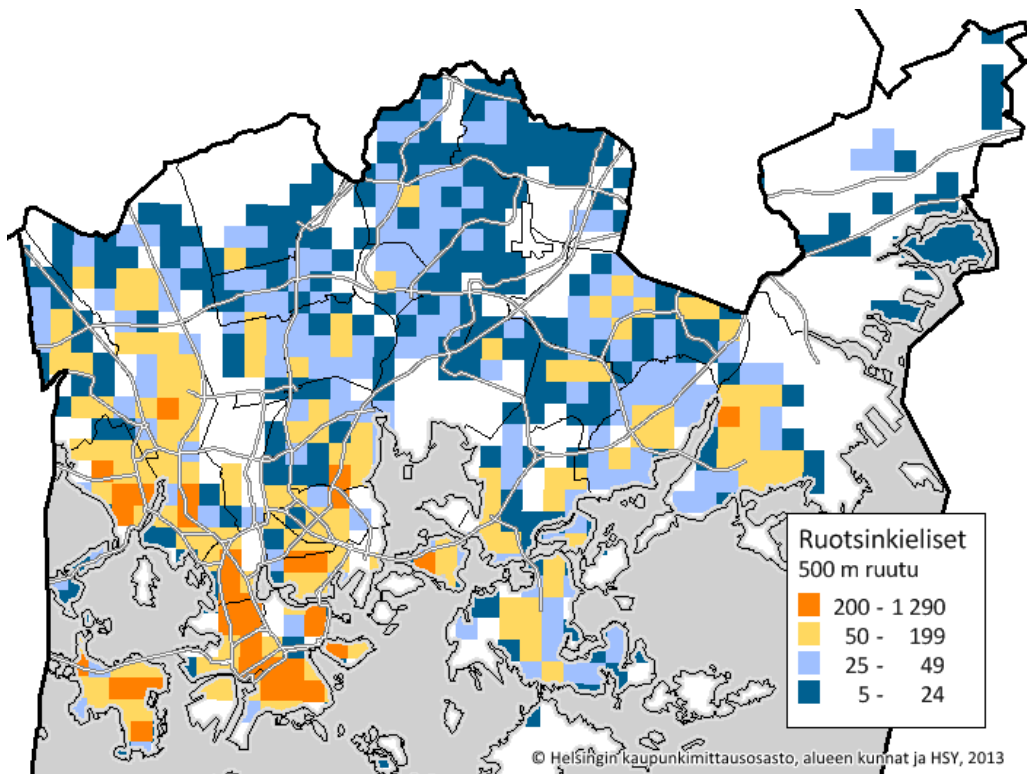 Ruotsinkieliset
500 m ruutu
200 - 1 290
50 - 199
25 - 49
5 - 24
© Helsingin kaupunkimittausosasto, alueen kunnat ja HSY, 2013